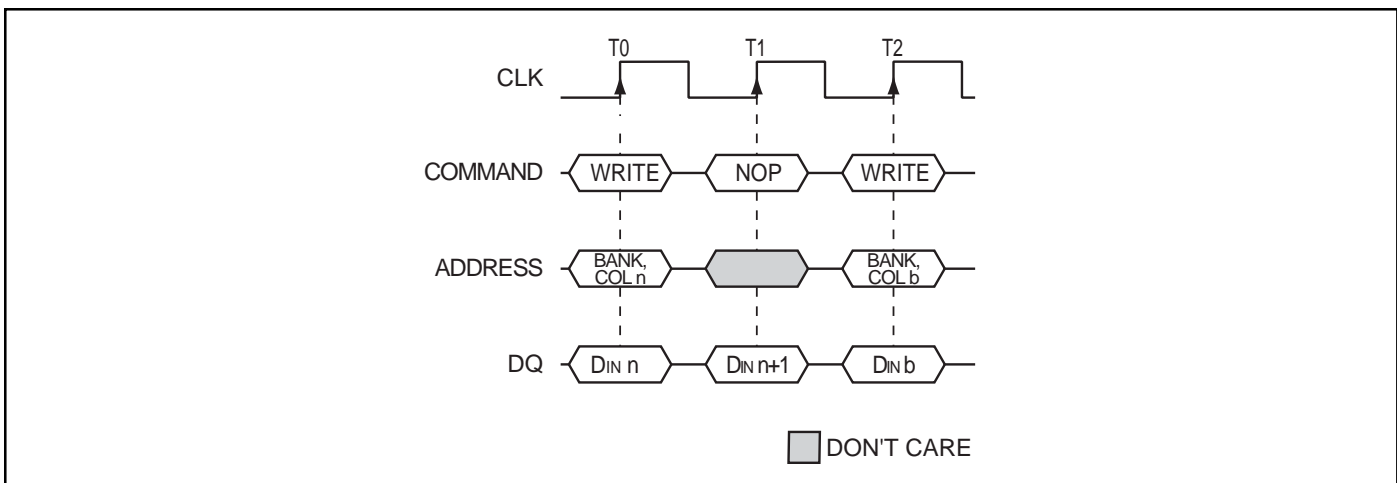 T0 T1 T2
CLK
COMMAND WRITE NOP WRITE
ADDRESS BANK, COL n BANK, COL b
DQ DIN n DIN n+1 DIN b
DON'T CARE